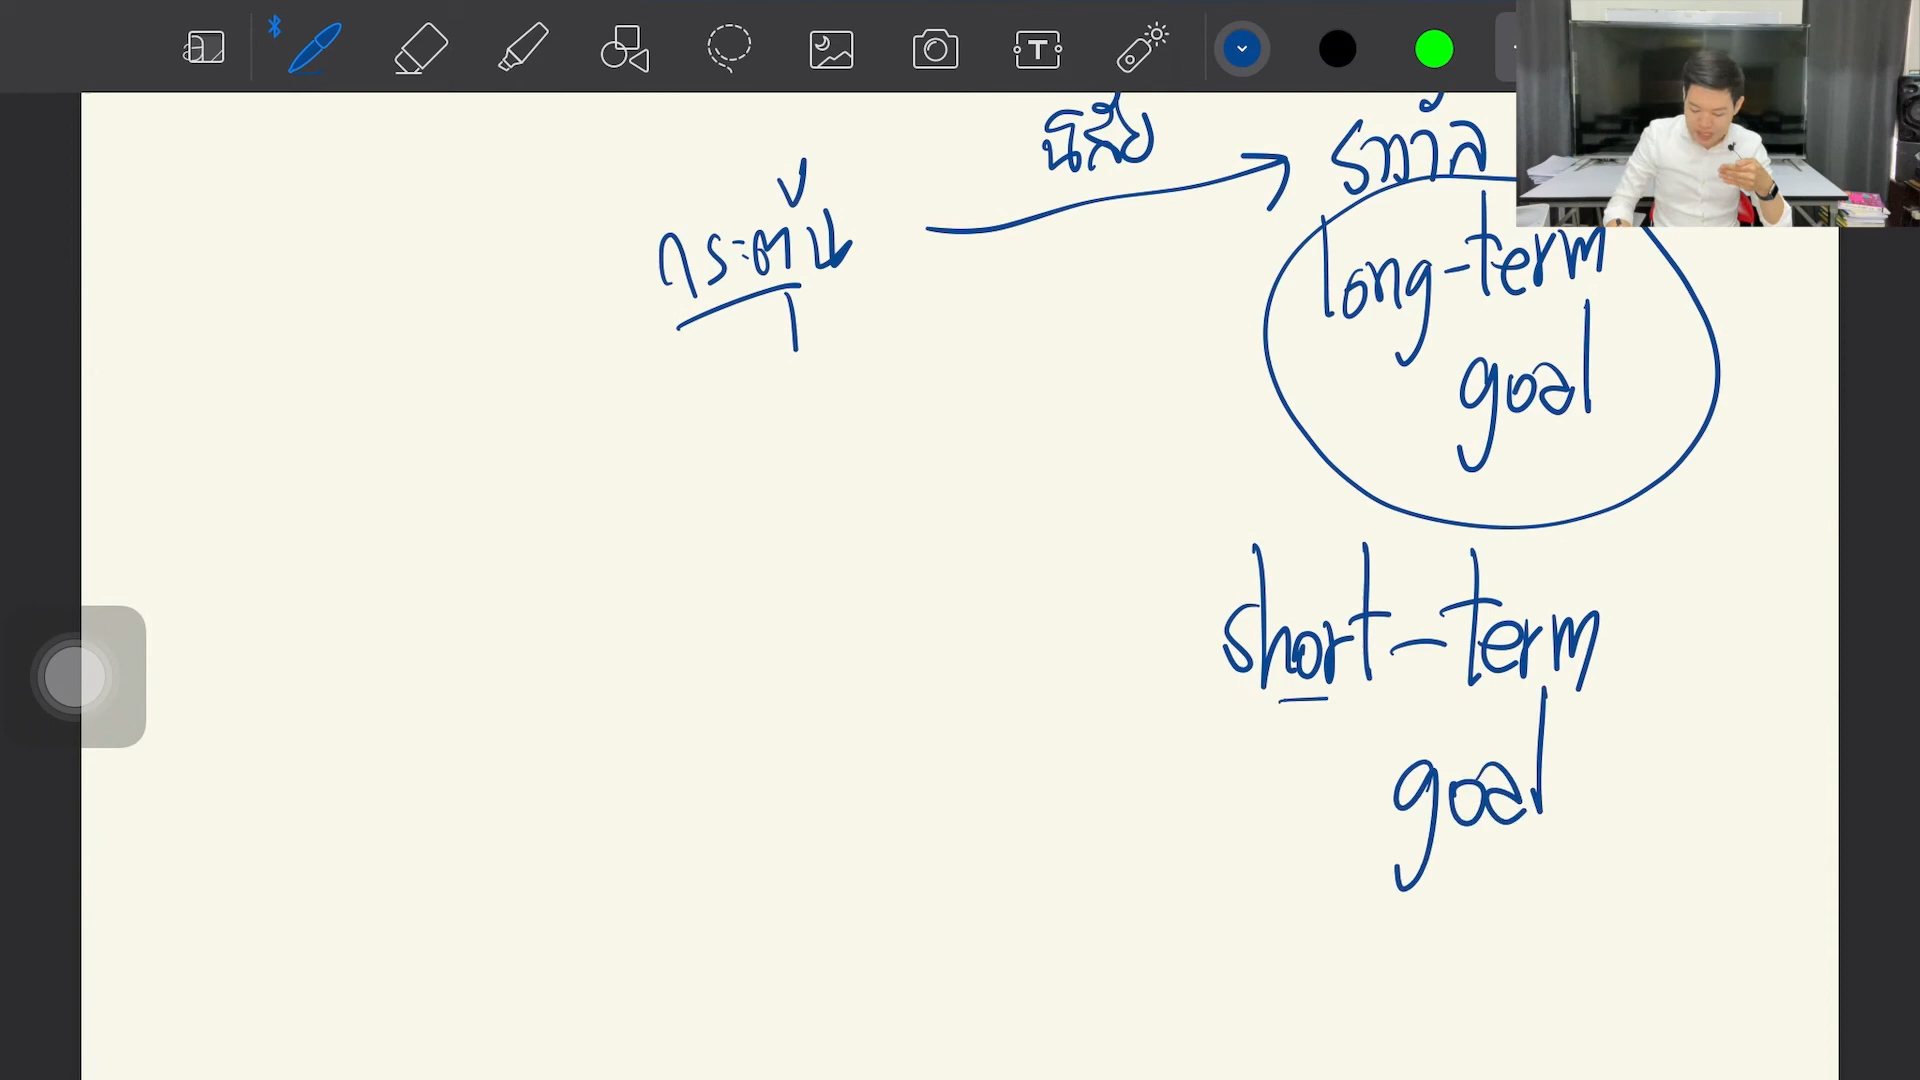 นิสัย
รางวัล
กระตุ้น
long-term
goal
short-term
goal